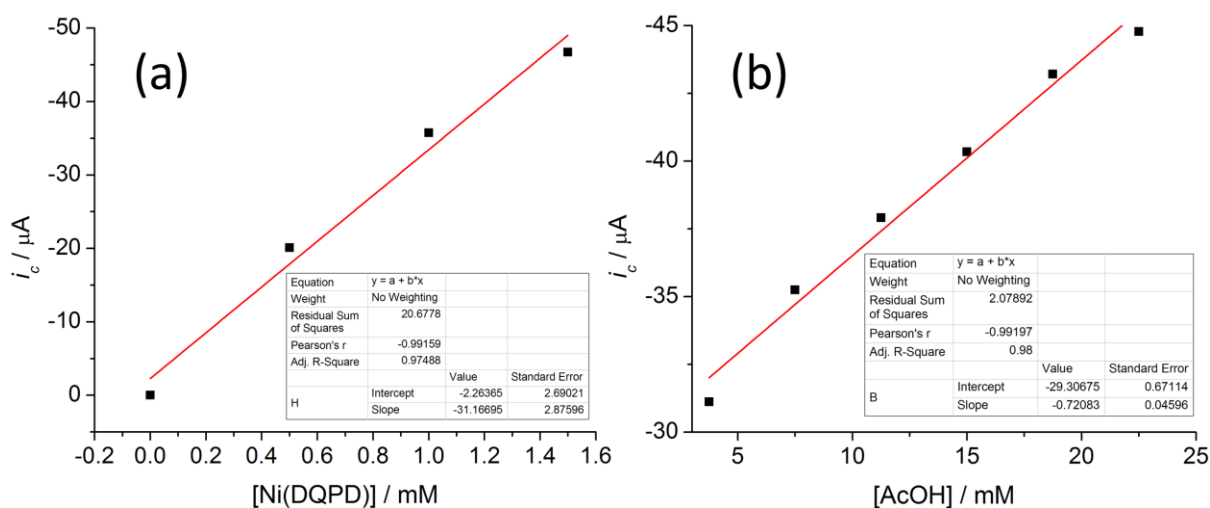 (a)
-50
-40
-30
-20
-10
0
i_c / μA
-0.2 0.0 0.2 0.4 0.6 0.8 1.0 1.2 1.4 1.6
[Ni(DQPD)] / mM
Equation y = a + b*x
Weight No Weighting
Residual Sum
of Squares 20.6778
Pearson's r -0.99159
Adj. R-Square 0.97488
Value Standard Error
H
Intercept -2.26365 2.69021
Slope -31.16695 2.87596
(b)
-45
-40
-35
-30
i_c / μA
5 10 15 20 25
[AcOH] / mM
Equation y = a + b*x
Weight No Weighting
Residual Sum
of Squares 2.07892
Pearson's r -0.99197
Adj. R-Square 0.98
Value Standard Error
B
Intercept -29.30675 0.67114
Slope -0.72083 0.04596